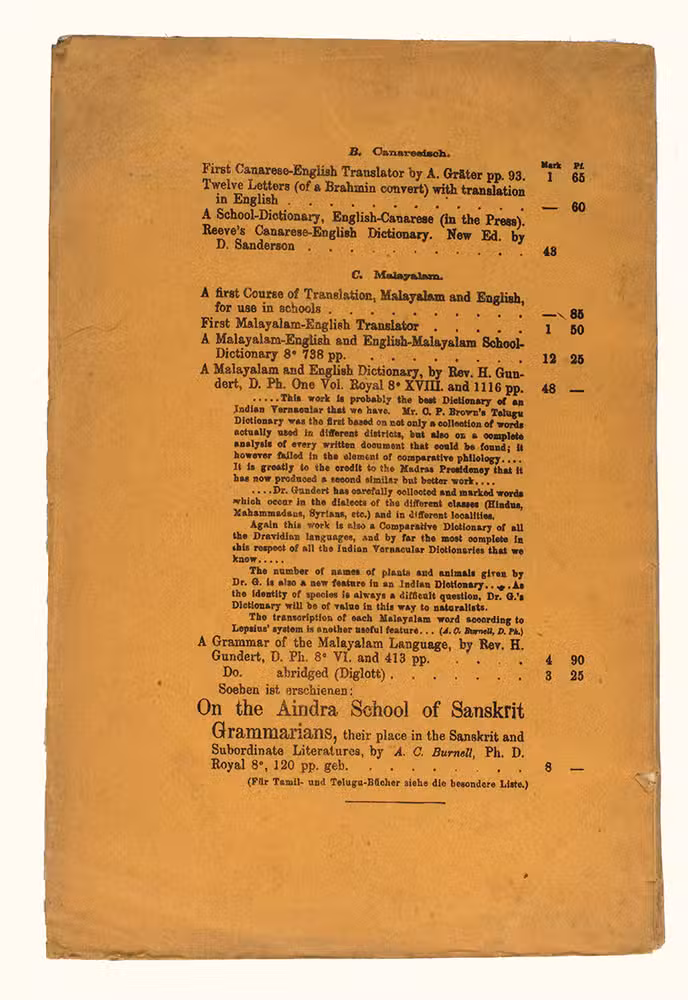 B. Canaresisch.
Mark Pf.
First Canarese-English Translator by A. Gräter pp. 93. 1 65
Twelve Letters (of a Brahmin convert) with translation
in English . . . . . . . . . . . . — 60
A School-Dictionary, English-Canarese (in the Press).
Reeve's Canarese-English Dictionary. New Ed. by
D. Sanderson . . . . . . . . . . . 43
C. Malayalam.
A first Course of Translation, Malayalam and English,
for use in schools . . . . . . . . . . — 85
First Malayalam-English Translator . . . . . 1 50
A Malayalam-English and English-Malayalam School-
Dictionary 8° 738 pp. . . . . . . . . 12 25
A Malayalam and English Dictionary, by Rev. H. Gun-
dert, D. Ph. One Vol. Royal 8° XVIII. and 1116 pp. 48 —
.....This work is probably the best Dictionary of an
Indian Vernacular that we have. Mr. C. P. Brown's Telugu
Dictionary was the first based on not only a collection of words
actually used in different districts, but also on a complete
analysis of every written document that could be found; it
however failed in the element of comparative philology....
It is greatly to the credit to the Madras Presidency that it
has now produced a second similar but better work....
....Dr. Gundert has carefully collected and marked words
which occur in the dialects of the different classes (Hindus,
Mahammadans, Syrians, etc.) and in different localities.
Again this work is also a Comparative Dictionary of all
the Dravidian languages, and by far the most complete in
this respect of all the Indian Vernacular Dictionaries that we
know.....
The number of names of plants and animals given by
Dr. G. is also a new feature in an Indian Dictionary.... As
the identity of species is always a difficult question, Dr. G.'s
Dictionary will be of value in this way to naturalists.
The transcription of each Malayalam word according to
Lepsius' system is another useful feature... (A. C. Burnell, D. Ph.)
A Grammar of the Malayalam Language, by Rev. H.
Gundert, D. Ph. 8° VI. and 413 pp. . . . . 4 90
Do. abridged (Diglott) . . . . . . . 3 25
Soeben ist erschienen:
On the Aindra School of Sanskrit
Grammarians, their place in the Sanskrit and
Subordinate Literatures, by A. C. Burnell, Ph. D.
Royal 8°, 120 pp. geb. . . . . . . . . 8 —
(Für Tamil- und Telugu-Bücher siehe die besondere Liste.)